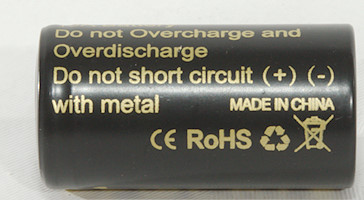 Do not Overcharge and
Overdischarge
Do not short circuit (+) (-)
with metal
MADE IN CHINA
CE RoHS